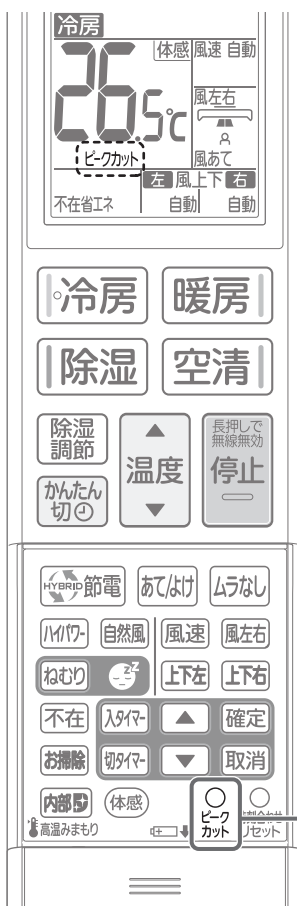 冷房
体感 風速 自動
26.5℃
風左右
ピークカット
風あて
左 風上下 右
不在省エネ 自動 自動
冷房 暖房
除湿 空清
除湿調節
温度
長押しで
無線無効
停止
かんたん
切
HYBRID 節電 あて/よけ ムラなし
ハイパワー 自然風 風速 風左右
ねむり 上下左 上下右
不在 入タイマー 確定
お掃除 切タイマー 取消
内部 体感
ピーク
カット
リセット
高温みまもり